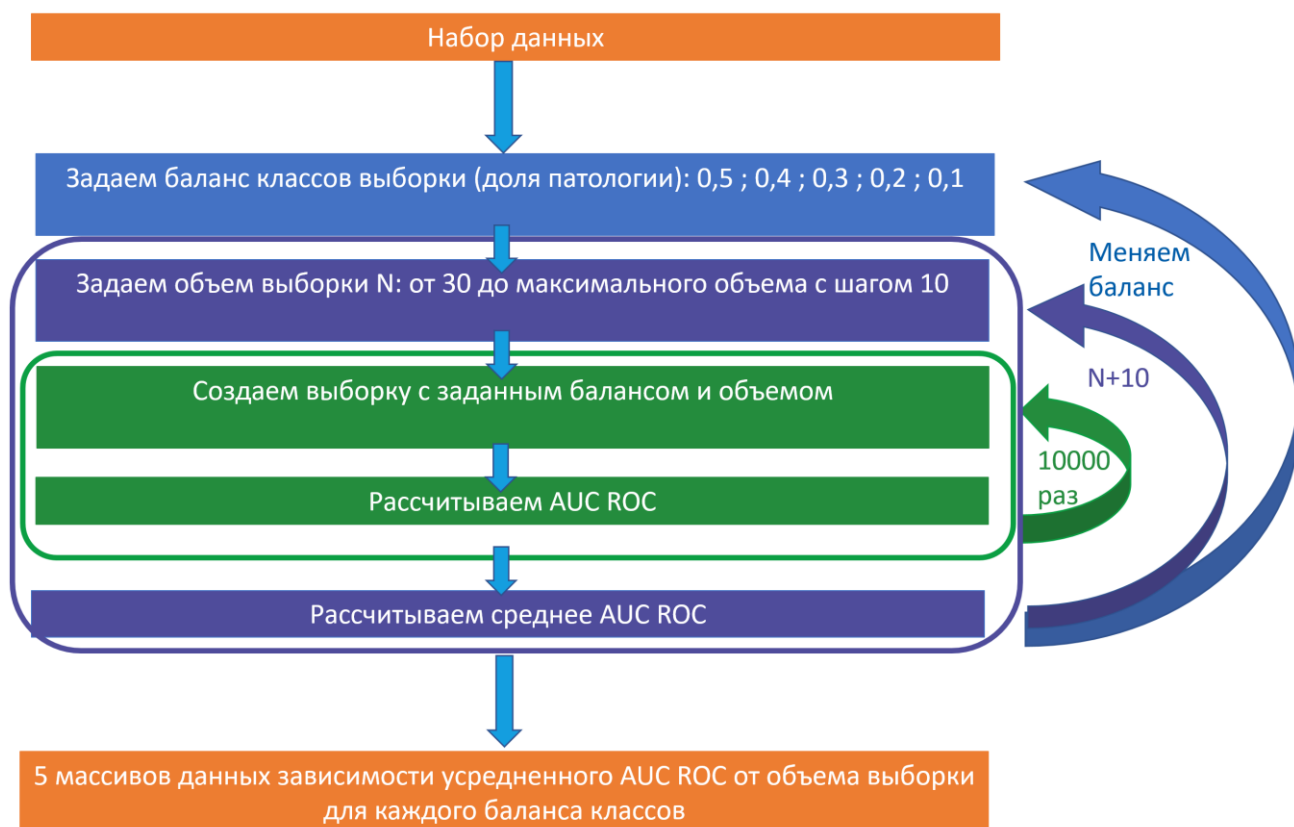 Набор данных
Задаем баланс классов выборки (доля патологии): 0,5 ; 0,4 ; 0,3 ; 0,2 ; 0,1
Меняем
баланс
Задаем объем выборки N: от 30 до максимального объема с шагом 10
N+10
Создаем выборку с заданным балансом и объемом
10000
раз
Рассчитываем AUC ROC
Рассчитываем среднее AUC ROC
5 массивов данных зависимости усредненного AUC ROC от объема выборки
для каждого баланса классов